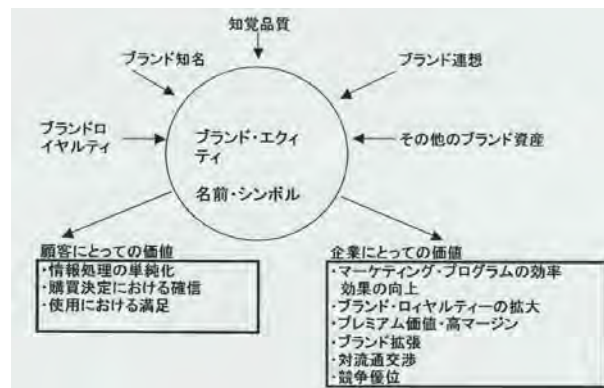 知覚品質
ブランド知名
ブランド連想
ブランドロ
イヤルティ
ブランド・エクィ
ティ
名前・シンボル
その他のブランド資産
顧客にとっての価値
・情報処理の単純化
・購買決定における確信
・使用における満足
企業にとっての価値
・マーケティング・プログラムの効率
効果の向上
・ブランド・ロィヤルティーの拡大
・プレミアム価値・高マージン
・ブランド拡張
・対流通交渉
・競争優位